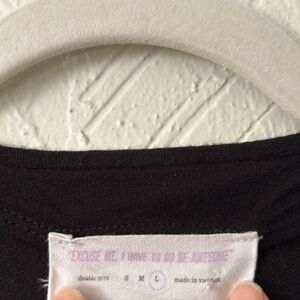 "EXCUSE ME, I HAVE TO GO BE AWESOME"
double zero S M L made in vietnam